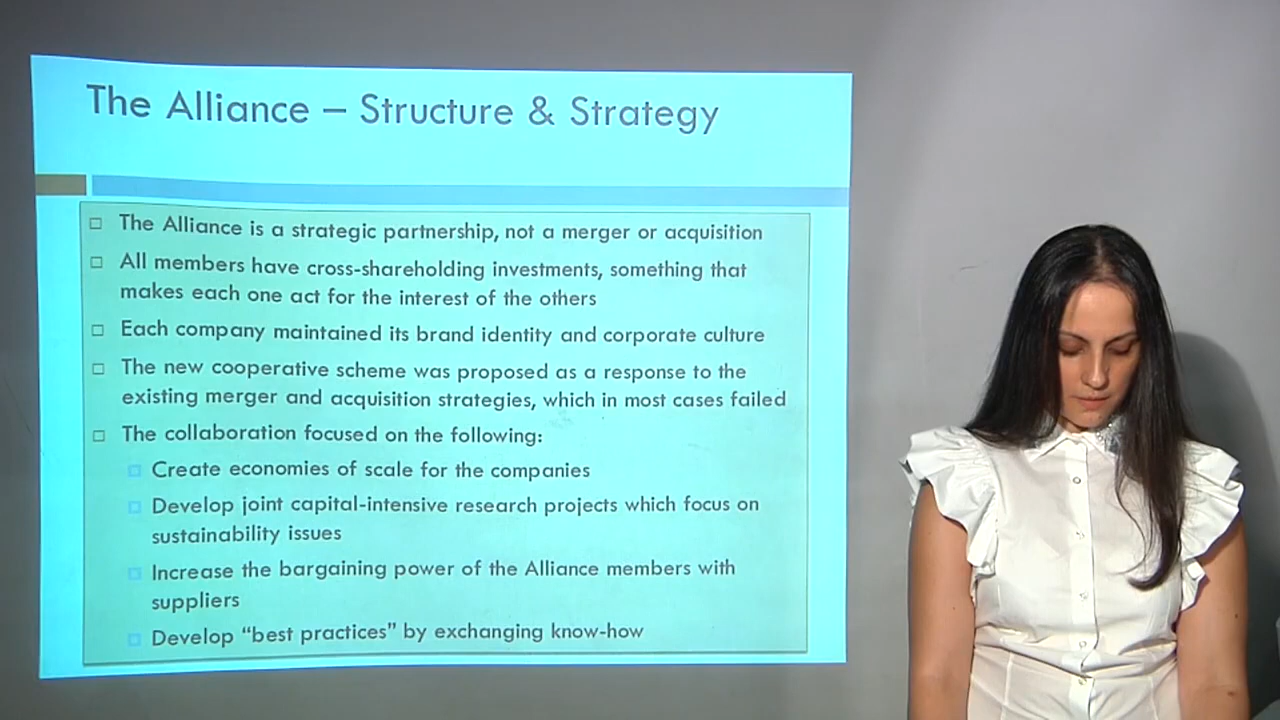 The Alliance – Structure & Strategy
The Alliance is a strategic partnership, not a merger or acquisition
All members have cross-shareholding investments, something that
makes each one act for the interest of the others
Each company maintained its brand identity and corporate culture
The new cooperative scheme was proposed as a response to the
existing merger and acquisition strategies, which in most cases failed
The collaboration focused on the following:
Create economies of scale for the companies
Develop joint capital-intensive research projects which focus on
sustainability issues
Increase the bargaining power of the Alliance members with
suppliers
Develop “best practices” by exchanging know-how